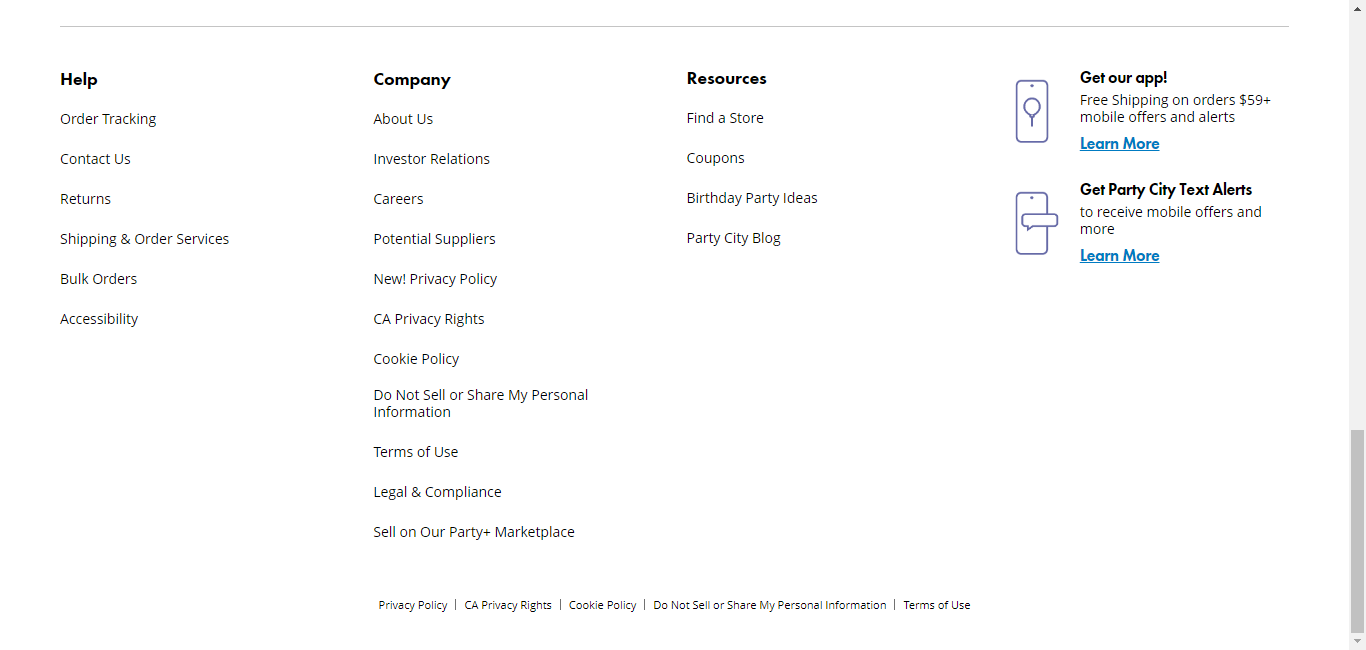 Help
Order Tracking
Contact Us
Returns
Shipping & Order Services
Bulk Orders
Accessibility
Company
About Us
Investor Relations
Careers
Potential Suppliers
New! Privacy Policy
CA Privacy Rights
Cookie Policy
Do Not Sell or Share My Personal
Information
Terms of Use
Legal & Compliance
Sell on Our Party+ Marketplace
Resources
Find a Store
Coupons
Birthday Party Ideas
Party City Blog
Get our app!
Free Shipping on orders $59+
mobile offers and alerts
Learn More
Get Party City Text Alerts
to receive mobile offers and
more
Learn More
Privacy Policy | CA Privacy Rights | Cookie Policy | Do Not Sell or Share My Personal Information | Terms of Use